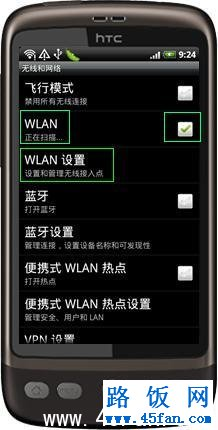 htc
9:24
无线和网络
飞行模式
禁用所有无线连接
WLAN
正在扫描...
WLAN 设置
设置和管理无线接入点
蓝牙
打开蓝牙
蓝牙设置
管理连接，设置设备名称和可发现性
便携式 WLAN 热点
打开热点
便携式 WLAN 热点设置
管理安全、用户和 LAN
VPN 设置
路饭网
www.45fan.com